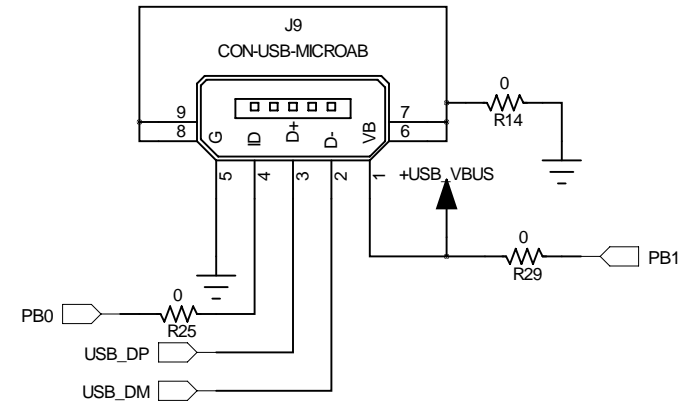 J9
CON-USB-MICROAB
0
R14
9
8
7
6
G
ID
D+
D-
VB
5
4
3
2
1
+USB_VBUS
0
R29
PB1
PB0
0
R25
USB_DP
USB_DM